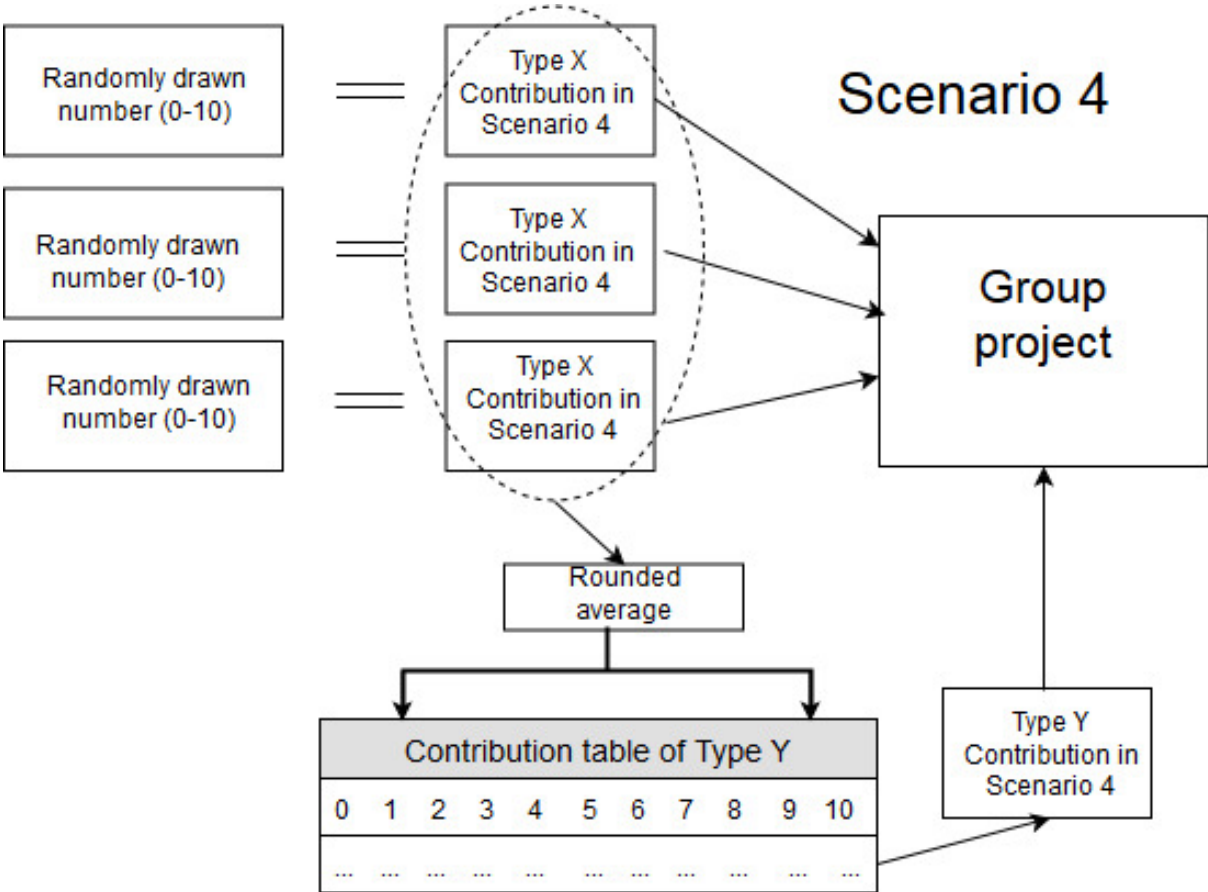 Scenario 4
Randomly drawn
number (0-10)
Type X
Contribution in
Scenario 4
Randomly drawn
number (0-10)
Type X
Contribution in
Scenario 4
Group
project
Randomly drawn
number (0-10)
Type X
Contribution in
Scenario 4
Rounded
average
Contribution table of Type Y
0 1 2 3 4 5 6 7 8 9 10
... ... ... ... ... ... ... ... ... ... ...
Type Y
Contribution in
Scenario 4